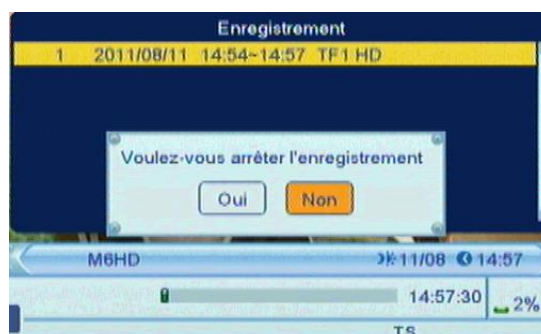 Enregistrement
1 2011/08/11 14:54~14:57 TF1 HD
Voulez-vous arrêter l'enregistrement
Oui Non
M6HD 11/08 14:57
14:57:30 2%
TS